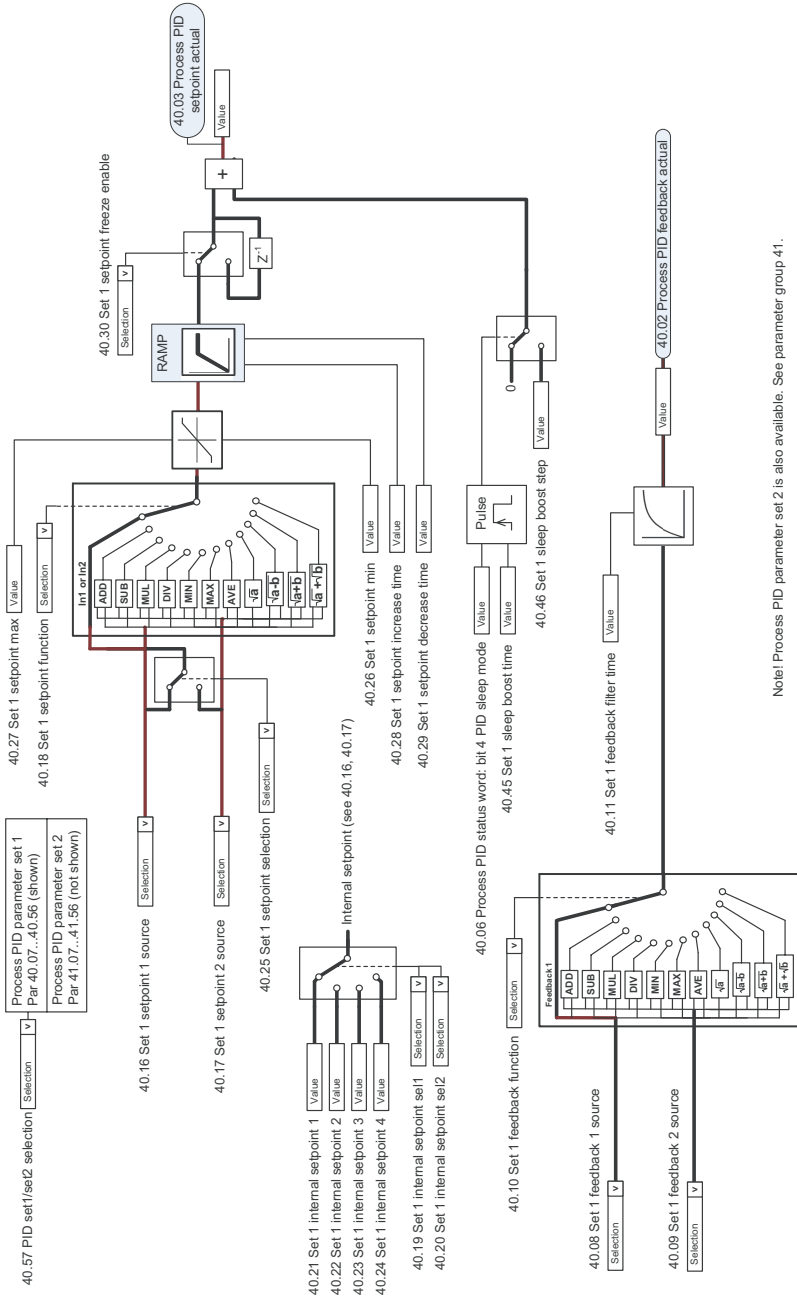 40.57 PID set1/set2 selection
Selection
v
Process PID parameter set 1
Par 40.07...40.56 (shown)
Process PID parameter set 2
Par 41.07...41.56 (not shown)
40.27 Set 1 setpoint max
Value
40.18 Set 1 setpoint function
Selection
v
40.16 Set 1 setpoint 1 source
Selection
v
40.17 Set 1 setpoint 2 source
Selection
v
40.25 Set 1 setpoint selection
Selection
v
In1 or In2
ADD
SUB
MUL
DIV
MIN
MAX
AVE
√a
√a-b
√a+b
√a+√b
40.26 Set 1 setpoint min
Value
40.28 Set 1 setpoint increase time
Value
40.29 Set 1 setpoint decrease time
Value
RAMP
40.30 Set 1 setpoint freeze enable
Selection
v
Z-1
+
40.03 Process PID
setpoint actual
Value
40.21 Set 1 internal setpoint 1
Value
40.22 Set 1 internal setpoint 2
Value
40.23 Set 1 internal setpoint 3
Value
40.24 Set 1 internal setpoint 4
Value
40.19 Set 1 internal setpoint sel1
Selection
v
40.20 Set 1 internal setpoint sel2
Selection
v
Internal setpoint (see 40.16, 40.17)
40.06 Process PID status word: bit 4 PID sleep mode
Value
40.45 Set 1 sleep boost time
Value
Pulse
0
40.46 Set 1 sleep boost step
Value
40.10 Set 1 feedback function
Selection
v
40.08 Set 1 feedback 1 source
Selection
v
40.09 Set 1 feedback 2 source
Selection
v
Feedback 1
ADD
SUB
MUL
DIV
MIN
MAX
AVE
√a
√a-b
√a+b
√a+√b
40.11 Set 1 feedback filter time
Value
Value
40.02 Process PID feedback actual
Note! Process PID parameter set 2 is also available. See parameter group 41.